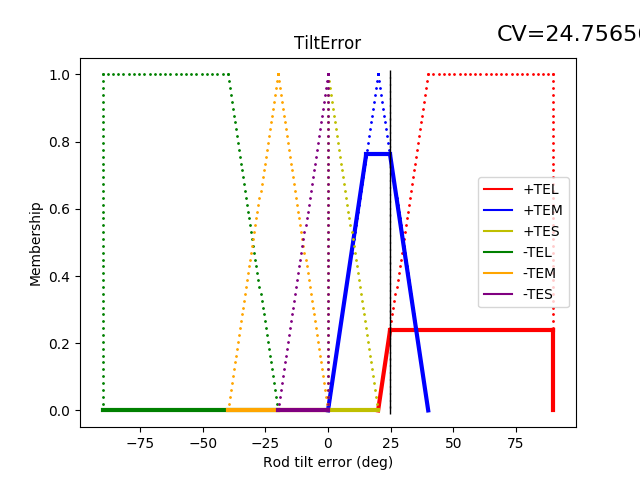 CV=24.7565
TiltError
1.0
0.8
0.6
0.4
0.2
0.0
Membership
+TEL
+TEM
+TES
-TEL
-TEM
-TES
−75
−50
−25
0
25
50
75
Rod tilt error (deg)